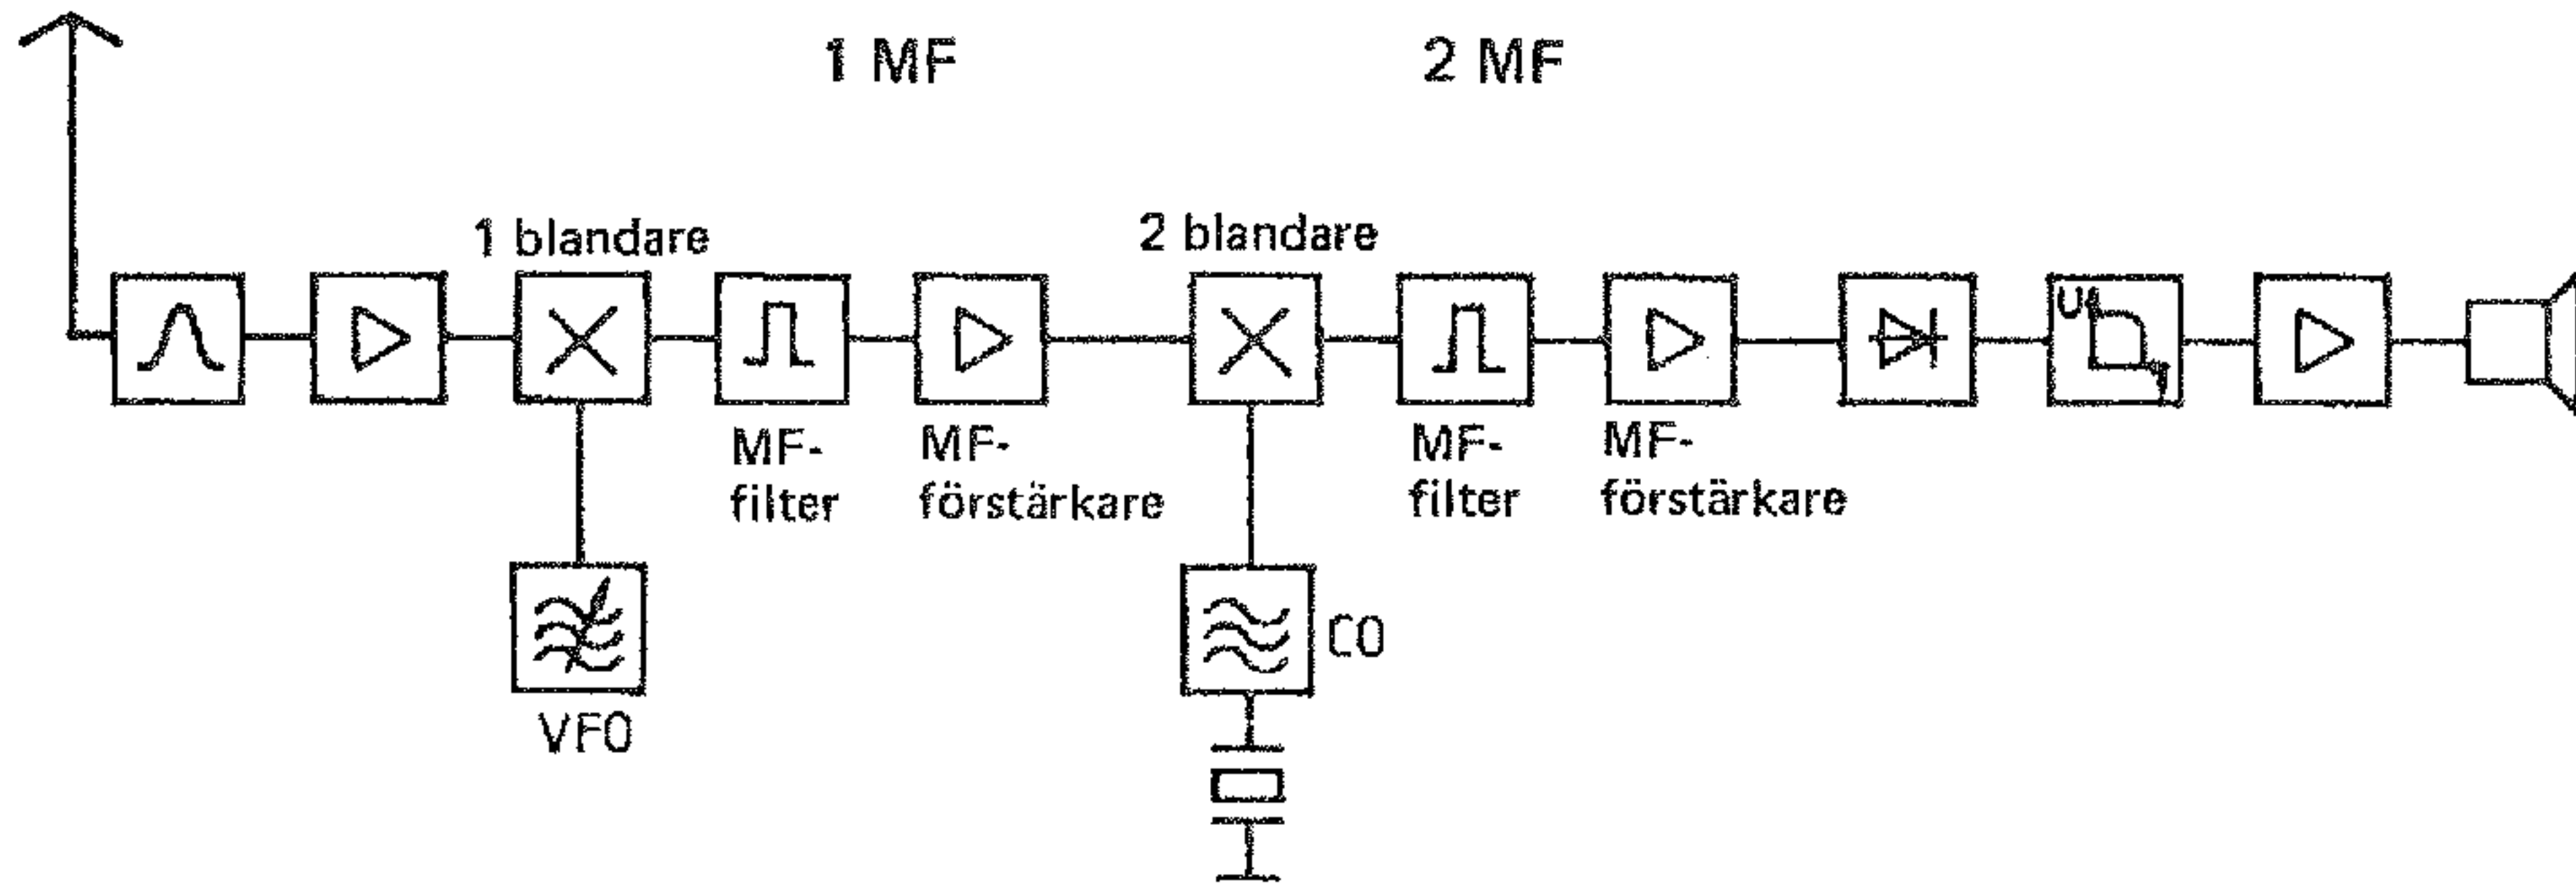 1 MF
2 MF
1 blandare
2 blandare
U
MF-
filter
MF-
förstärkare
MF-
filter
MF-
förstärkare
VFO
CO